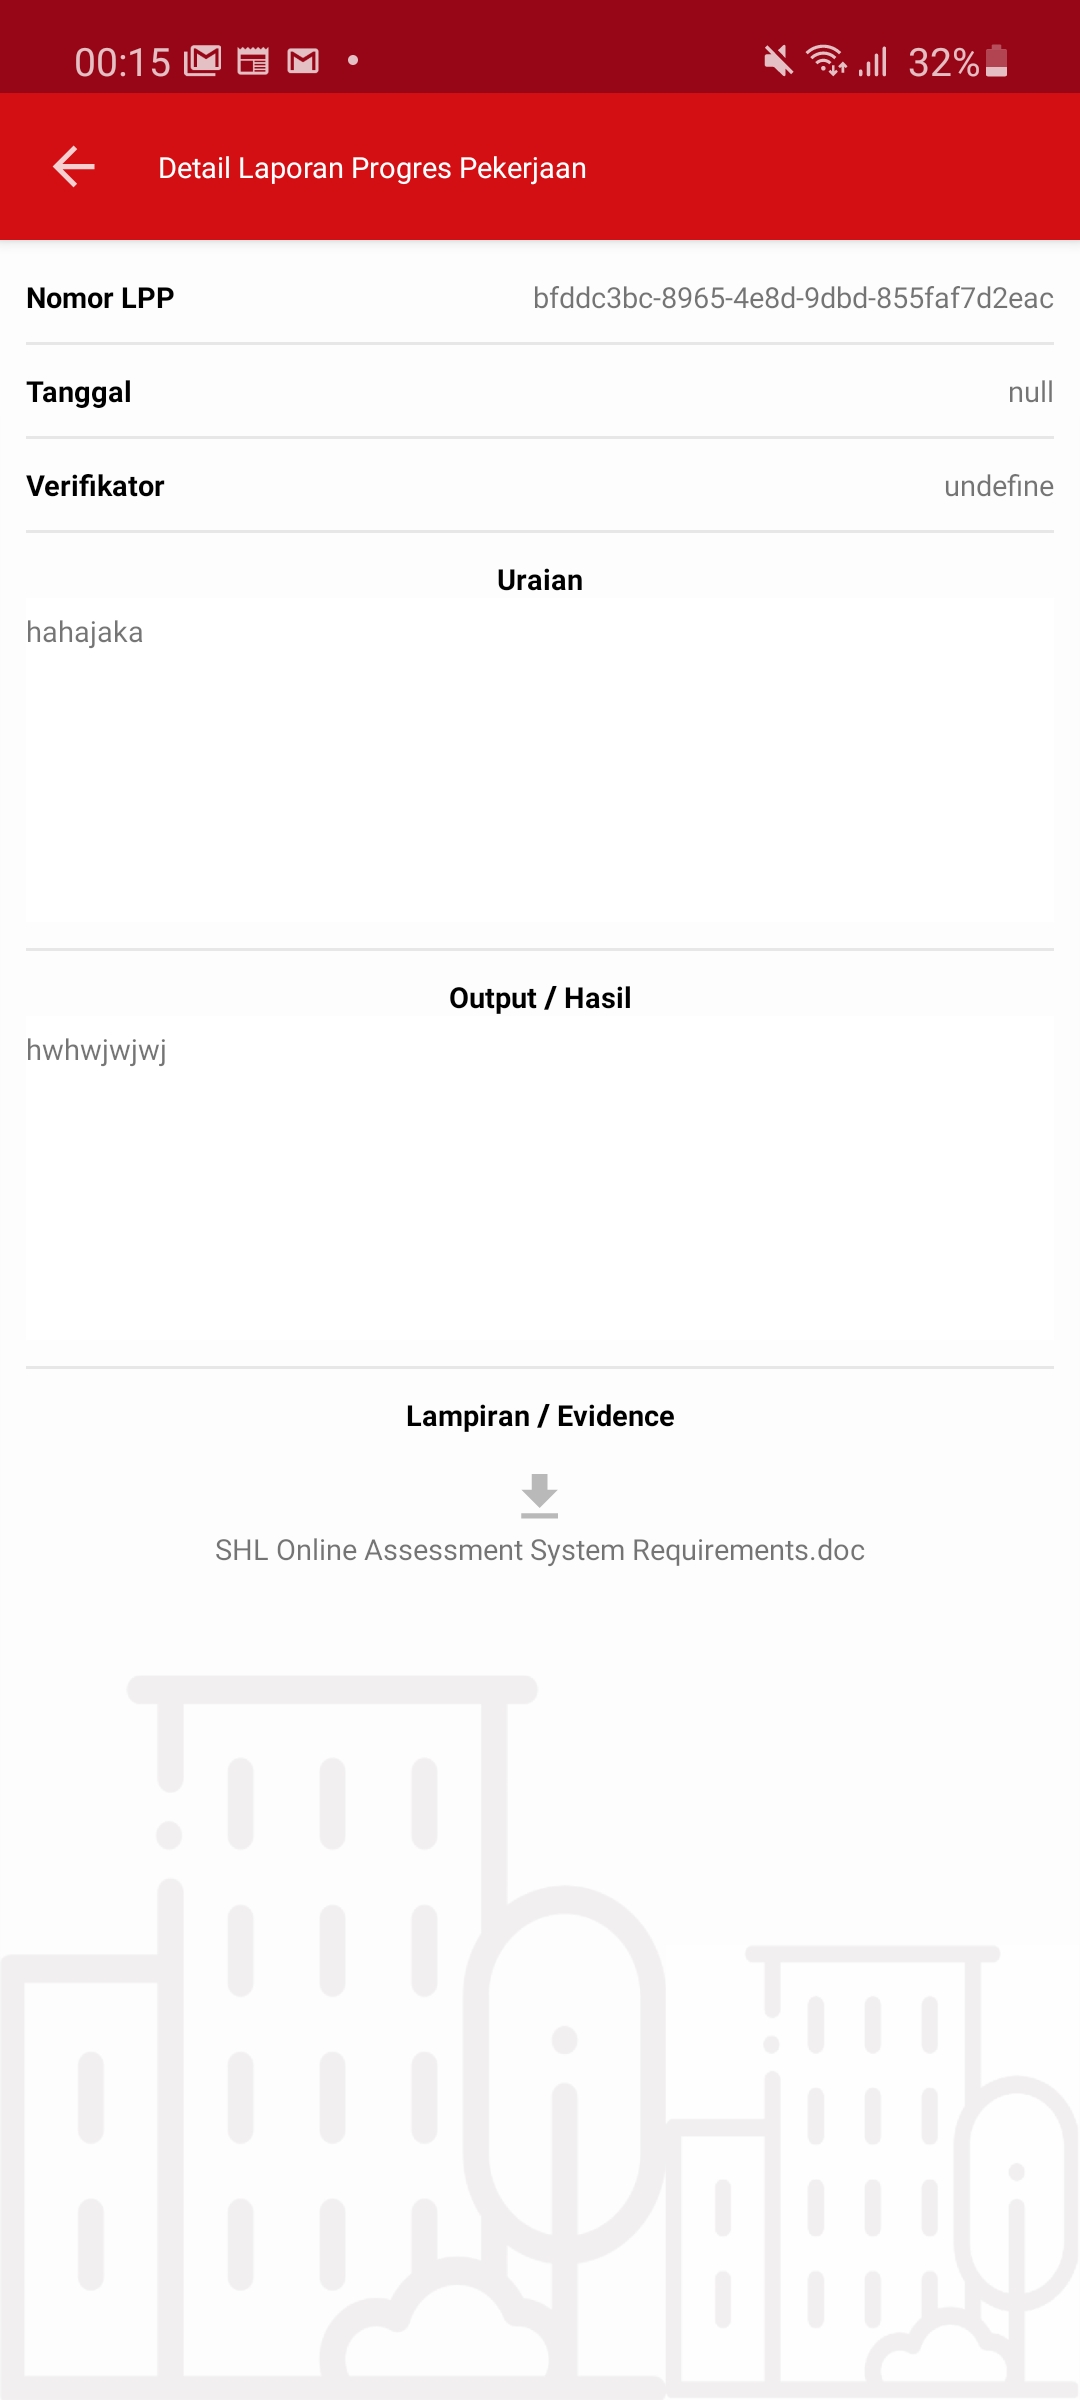 00:15
32%
Detail Laporan Progres Pekerjaan
Nomor LPP bfddc3bc-8965-4e8d-9dbd-855faf7d2eac
Tanggal null
Verifikator undefine
Uraian
hahajaka
Output / Hasil
hwhwjwjwj
Lampiran / Evidence
SHL Online Assessment System Requirements.doc